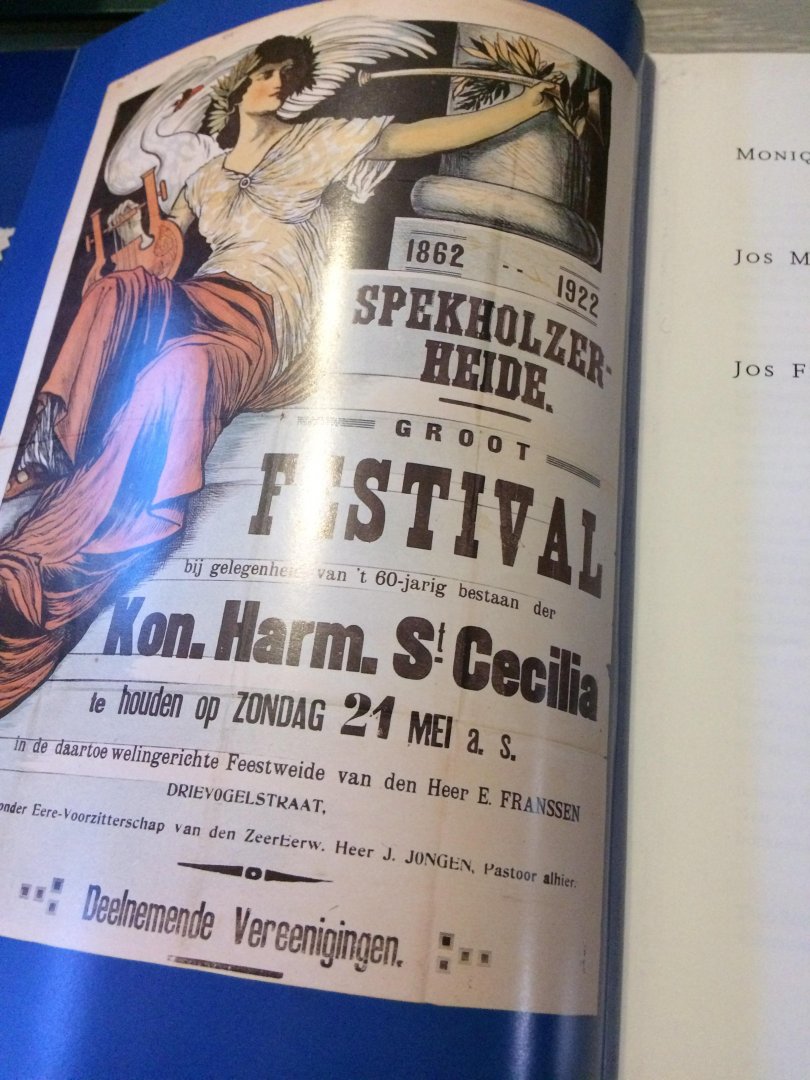 1862 -- 1922
SPEKHOLZER-
HEIDE.
GROOT
FESTIVAL
bij gelegenheid van 't 60-jarig bestaan der
Kon. Harm. St Cecilia
te houden op ZONDAG 21 MEI a. s.
in de daartoe welingerichte Feestweide van den Heer E. FRANSSEN
DRIEVOGELSTRAAT,
onder Eere-Voorzitterschap van den ZeerEerw. Heer J. JONGEN, Pastoor alhier.
Deelnemende Vereenigingen.
MONIQ
JOS M
JOS F